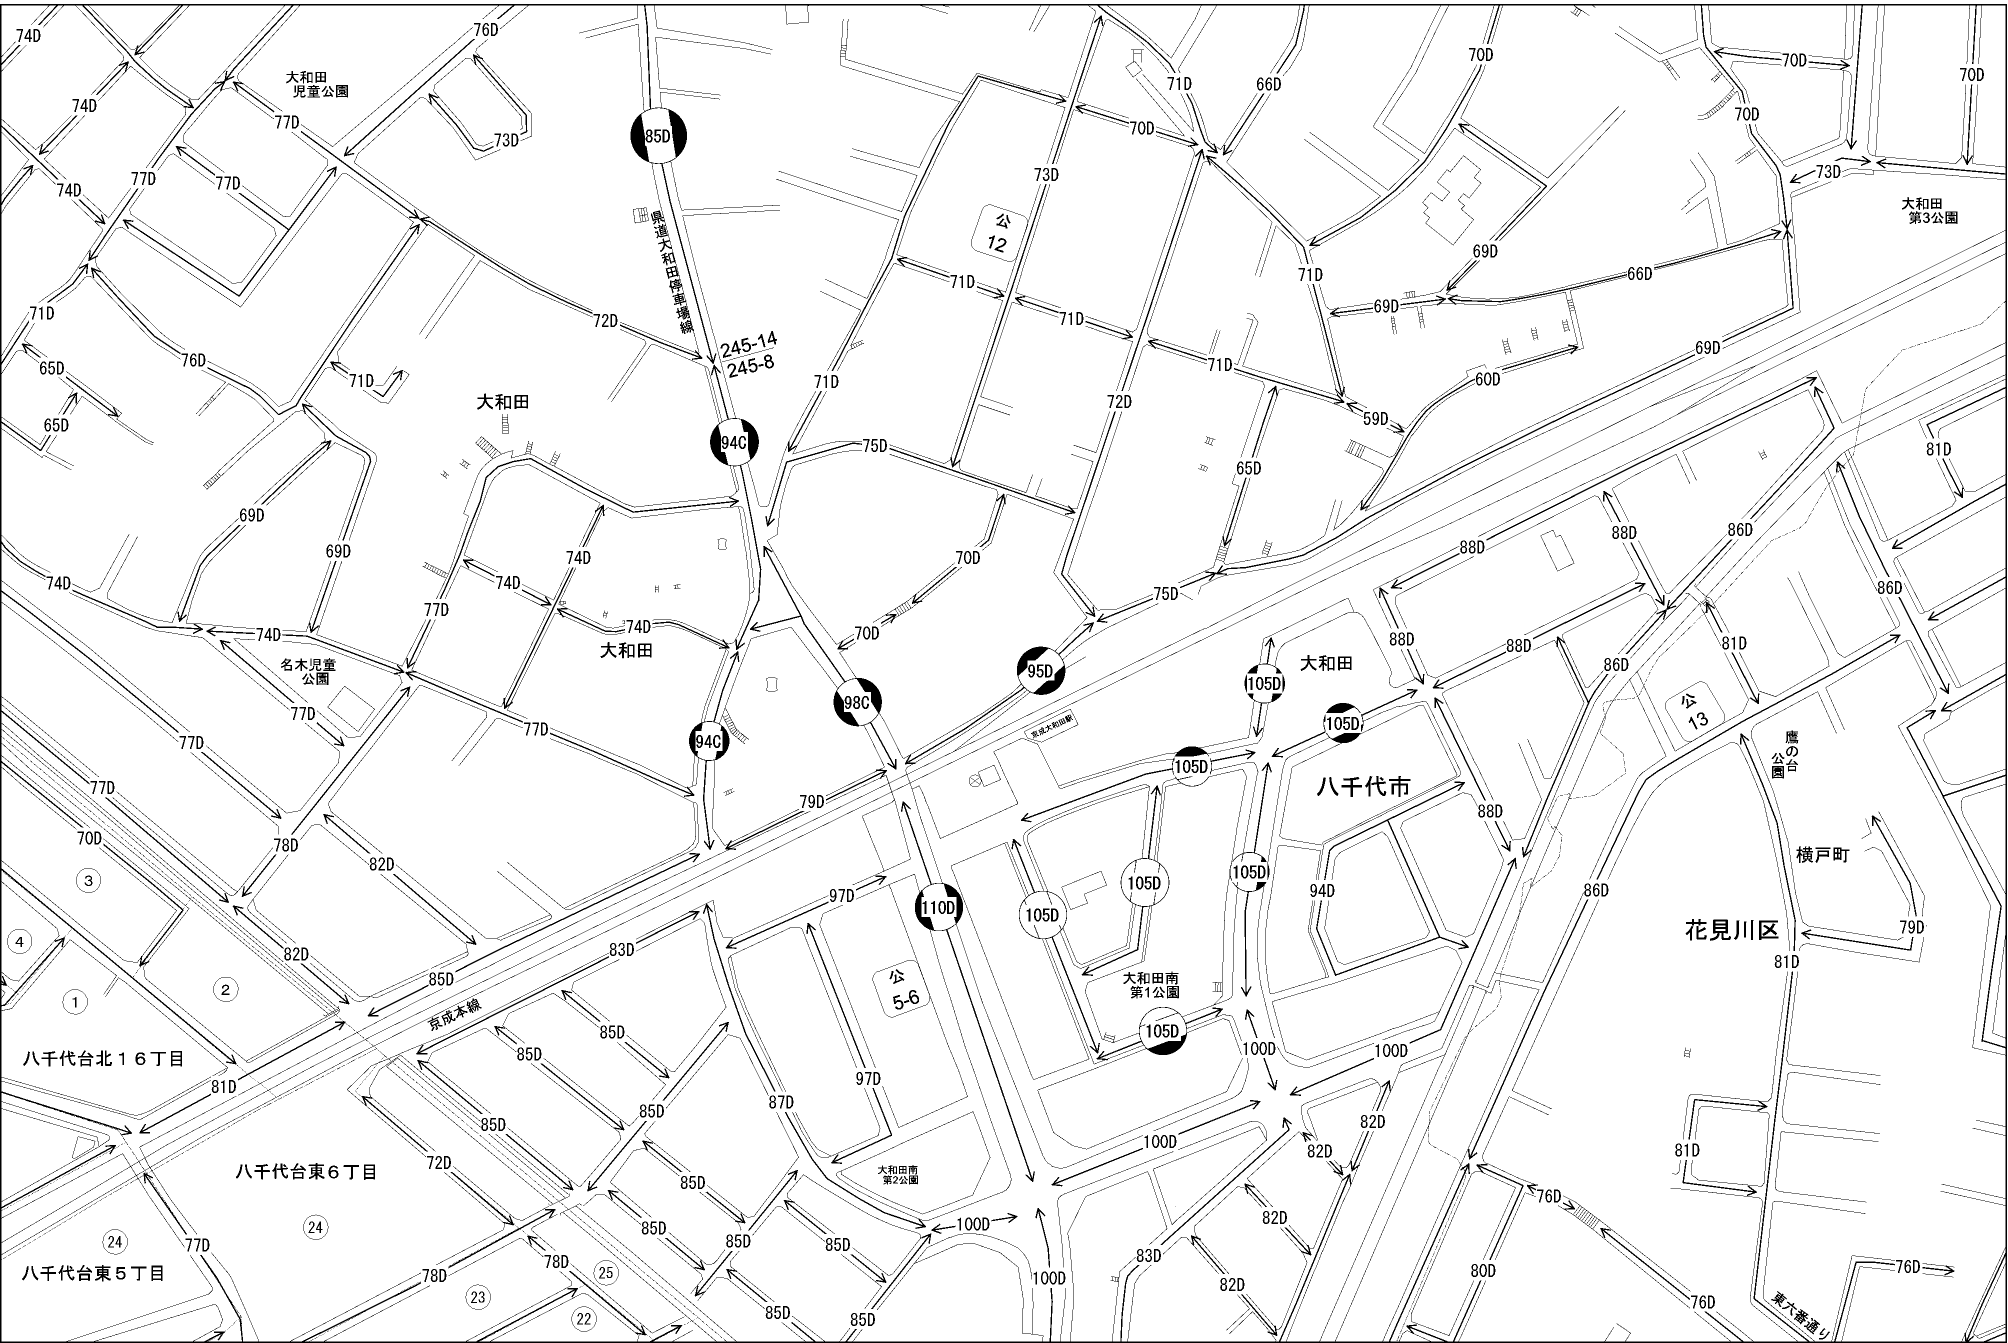 74D
76D
大和田
児童公園
74D
77D
73D
85D
71D
66D
70D
70D
70D
70D
70D
77D
77D
74D
73D
73D
大和田
第3公園
県道大和田停車場線
公
12
71D
71D
69D
66D
71D
69D
71D
72D
76D
65D
71D
245-14
245-8
71D
71D
69D
60D
72D
59D
大和田
94C
75D
65D
65D
81D
69D
69D
74D
74D
70D
88D
88D
86D
74D
77D
75D
86D
74D
74D
70D
88D
88D
81D
86D
名木児童
公園
大和田
95D
105D
大和田
77D
98C
公
13
77D
77D
94C
105D
京成大和田駅
105D
鷹の台
公園
77D
79D
八千代市
88D
70D
78D
82D
横戸町
③
105D
105D
105D
94D
86D
97D
110D
79D
④
82D
83D
花見川区
81D
①
②
85D
公
5-6
大和田南
第1公園
京成本線
85D
105D
八千代台北１６丁目
85D
100D
100D
81D
97D
87D
85D
85D
82D
100D
82D
81D
八千代台東６丁目
72D
85D
大和田南
第2公園
76D
㉔
㉔
77D
85D
85D
85D
100D
82D
83D
八千代台東５丁目
78D
78D
㉕
100D
82D
80D
76D
㉓
㉒
85D
85D
76D
東六番通り